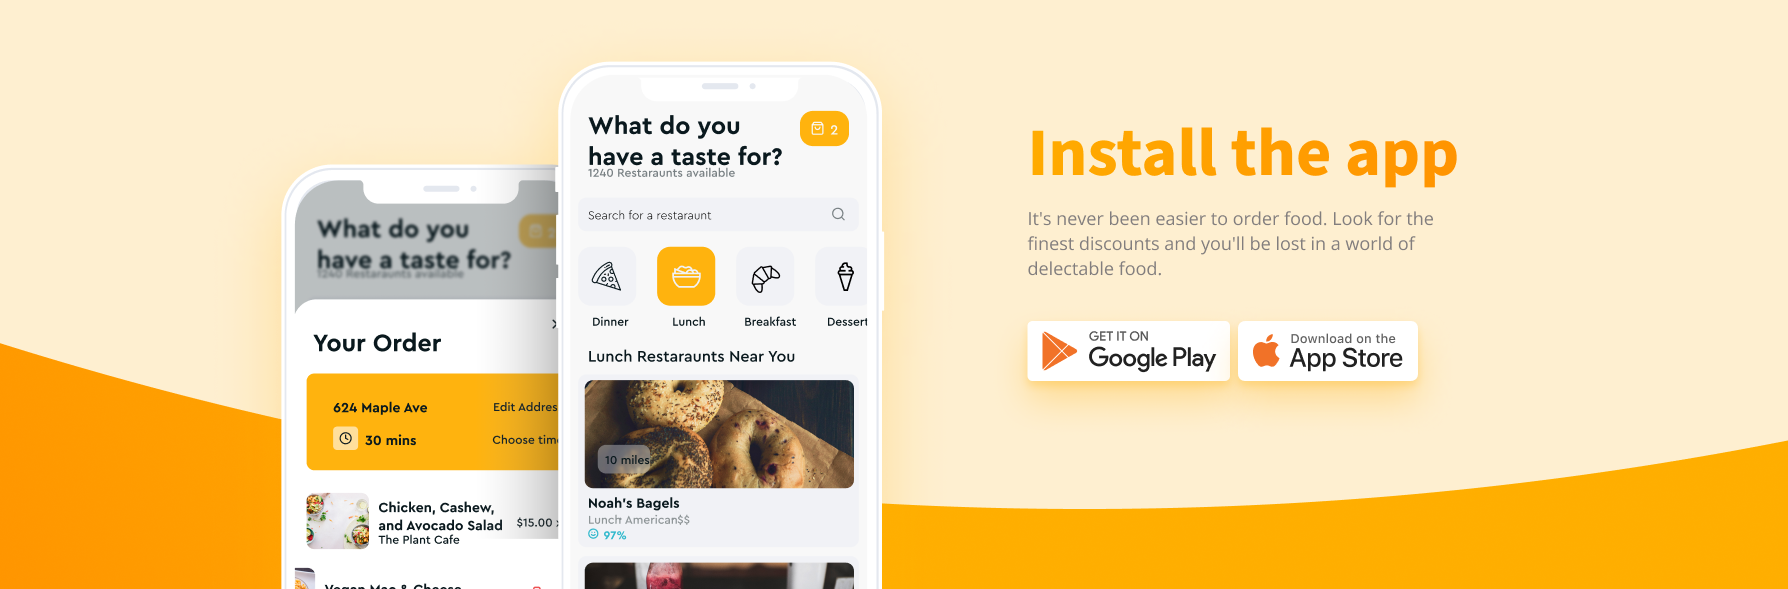 What do you
have a taste for?
1240 Restaraunts available
Your Order
624 Maple Ave
Edit Addres
30 mins
Choose tim
Chicken, Cashew,
and Avocado Salad
$15.00
The Plant Cafe
Vegan Mac & Cheese
What do you
have a taste for?
2
1240 Restaraunts available
Search for a restaraunt
Dinner
Lunch
Breakfast
Dessert
Lunch Restaraunts Near You
10 miles
Noah's Bagels
Lunch American$$
97%
Install the app
It's never been easier to order food. Look for the
finest discounts and you'll be lost in a world of
delectable food.
GET IT ON
Google Play
Download on the
App Store